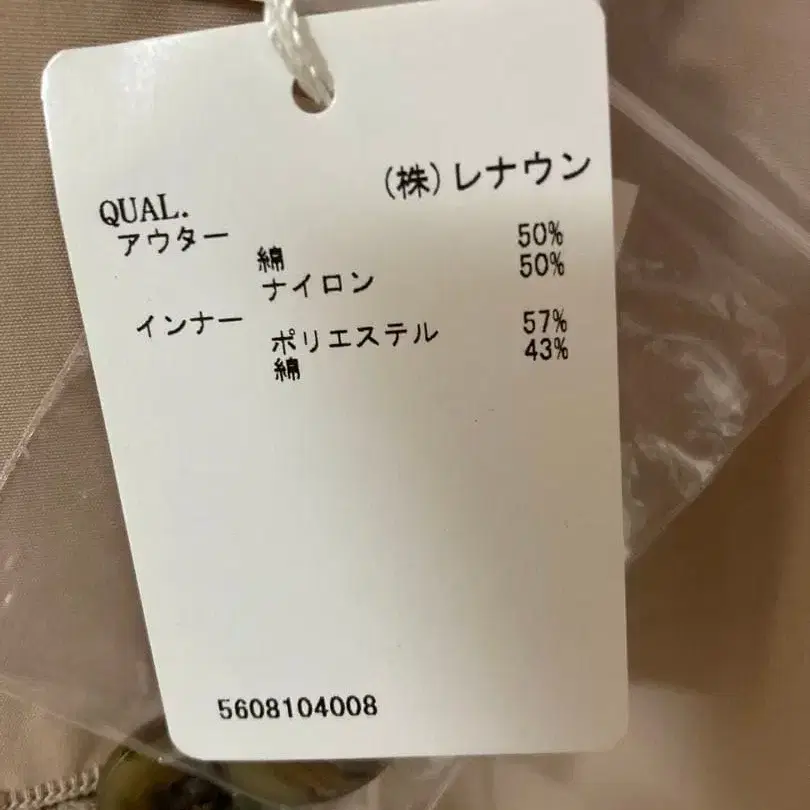 (株)レナウン
QUAL.
アウター
綿 50%
ナイロン 50%
インナー
ポリエステル 57%
綿 43%
5608104008